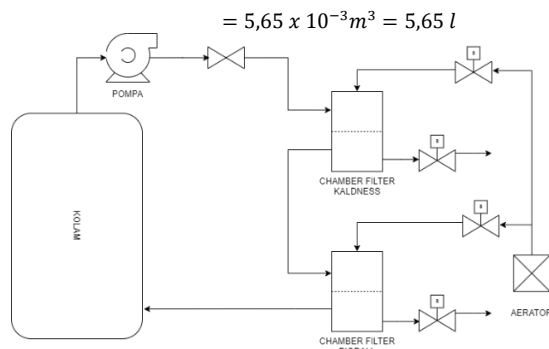 = 5,65 x 10⁻³m³ = 5,65 l
POMPA
S
S
CHAMBER FILTER
KALDNESS
KOLAM
S
S
AERATOR
CHAMBER FILTER